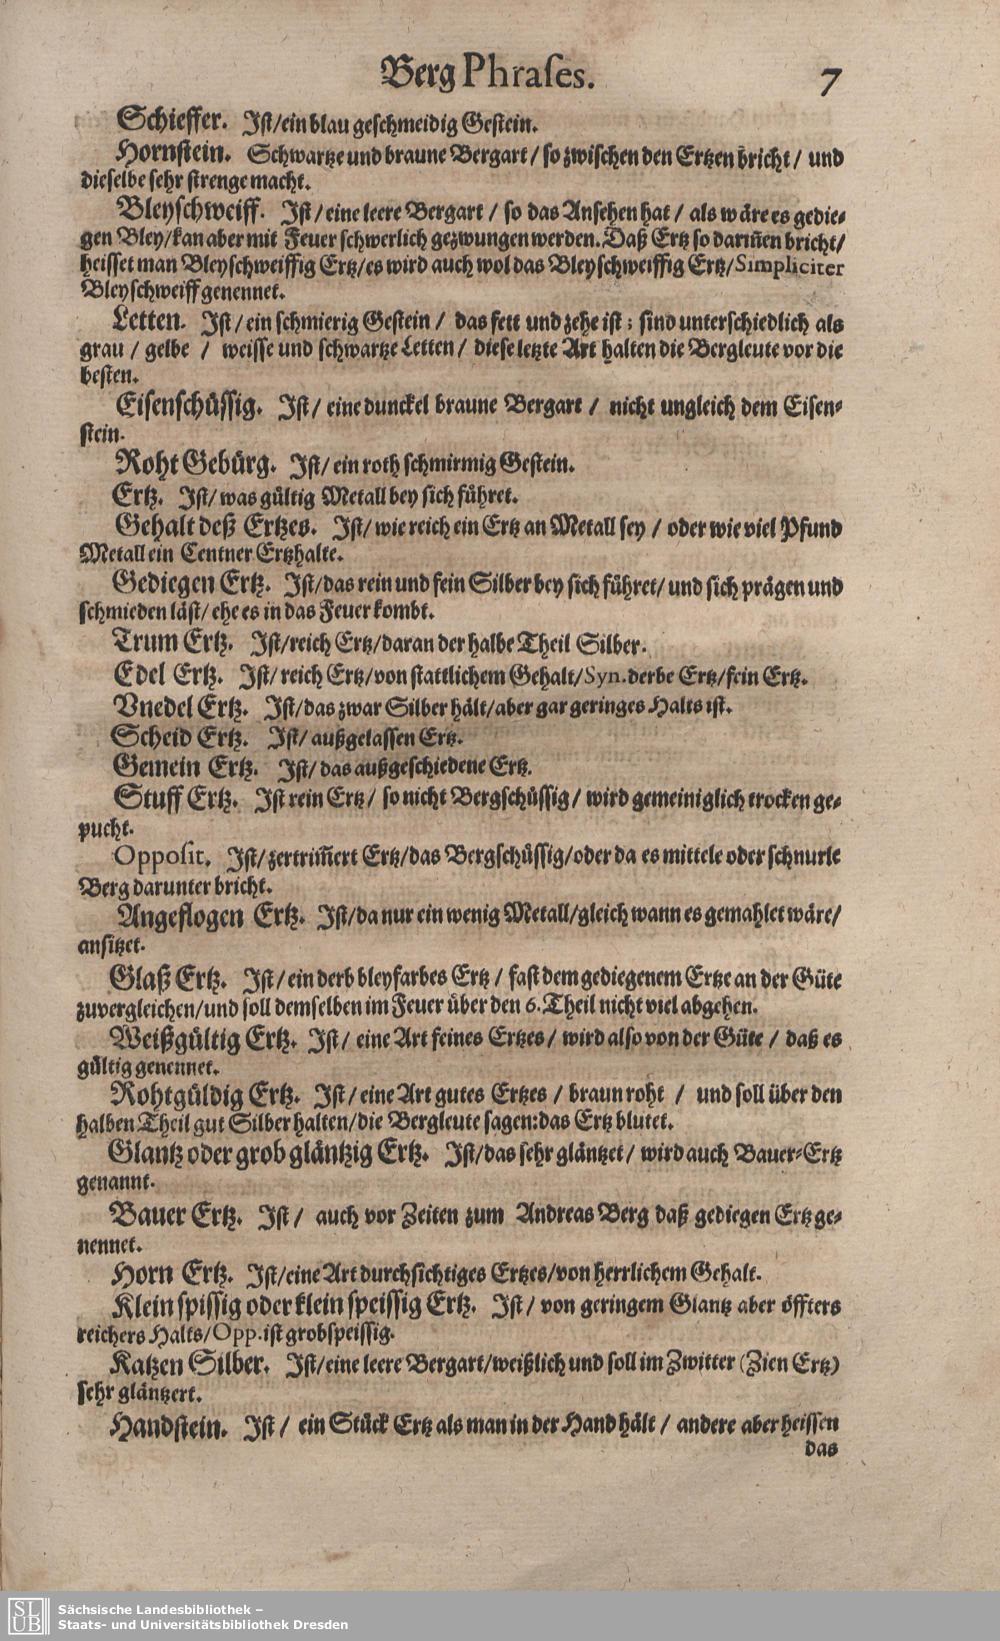 Berg Phrases. 7
Schieffer. Ist/ein blau geschmeidig Gestein.
Hornstein. Schwartze und braune Bergart/ so zwischen den Ertzen bricht/ und
dieselbe sehr strenge macht.
Bleyschweiff. Ist/ eine leere Bergart / so das Ansehen hat / als wäre es gedie-
gen Bley/kan aber mit Feuer schwerlich gezwungen werden. Daß Ertz so dariñen bricht/
heisset man Bleyschweiffig Ertz/es wird auch wol das Bleyschweiffig Ertz/Simpliciter
Bleyschweiff genennet.
Letten. Ist/ ein schmierig Gestein / das fett und zehe ist; sind unterschiedlich als
grau / gelbe / weisse und schwartze Letten/ diese letzte Art halten die Bergleute vor die
besten.
Eisenschüssig. Ist/ eine dunckel braune Bergart / nicht ungleich dem Eisen-
stein.
Roht Gebürg. Ist/ ein roth schmirmig Gestein.
Ertz. Ist/ was gültig Metall bey sich führet.
Gehalt deß Ertzes. Ist/ wie reich ein Ertz an Metall sey / oder wie viel Pfund
Metall ein Centner Ertzhalte.
Gediegen Ertz. Ist/das rein und fein Silber bey sich führet/ und sich prägen und
schmieden läst/ ehe es in das Feuer kombt.
Trum Ertz. Ist/reich Ertz/daran der halbe Theil Silber.
Edel Ertz. Ist/ reich Ertz/von stattlichem Gehalt/Syn. derbe Ertz/fein Ertz.
Vnedel Ertz. Ist/das zwar Silber hält/aber gar geringes Halts ist.
Scheid Ertz. Ist/ außgelassen Ertz.
Gemein Ertz. Ist/ das außgeschiedene Ertz.
Stuff Ertz. Ist rein Ertz/ so nicht Bergschüssig/ wird gemeiniglich trocken ge-
pucht.
Opposit. Ist/zertrim̃ert Ertz/das Bergschüssig/oder da es mittele oder schnurle
Berg darunter bricht.
Angeflogen Ertz. Ist/da nur ein wenig Metall/gleich wann es gemahlet wäre/
ansitzet.
Glaß Ertz. Ist/ ein derb bleyfarbes Ertz / fast dem gediegenem Ertze an der Güte
zuvergleichen/und soll demselben im Feuer über den 6. Theil nicht viel abgehen.
Weißgültig Ertz. Ist/ eine Art feines Ertzes/ wird also von der Güte / daß es
gültig genennet.
Rohtgüldig Ertz. Ist/ eine Art gutes Ertzes / braun roht / und soll über den
halben Theil gut Silber halten/die Bergleute sagen:das Ertz blutet.
Glantz oder grob gläntzig Ertz. Ist/das sehr gläntzet/ wird auch Bauer-Ertz
genannt.
Bauer Ertz. Ist/ auch vor Zeiten zum Andreas Berg daß gediegen Ertz ge-
nennet.
Horn Ertz. Ist/eine Art durchsichtiges Ertzes/von herrlichem Gehalt.
Klein spissig oder klein speissig Ertz. Ist/ von geringem Glantz aber öffters
reichers Halts/Opp. ist grobspeissig.
Katzen Silber. Ist/eine leere Bergart/weißlich und soll im Zwitter (Zien Ertz)
sehr gläntzert.
Handstein. Ist/ ein Stück Ertz als man in der Hand hält / andere aber heissen
das
SLUB
Sächsische Landesbibliothek –
Staats- und Universitätsbibliothek Dresden